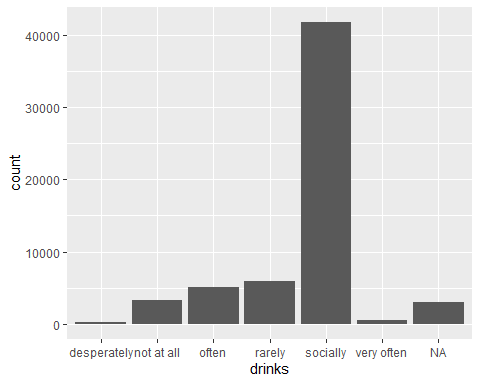 40000
30000
20000
10000
0
count
desperately not at all often rarely socially very often NA
drinks